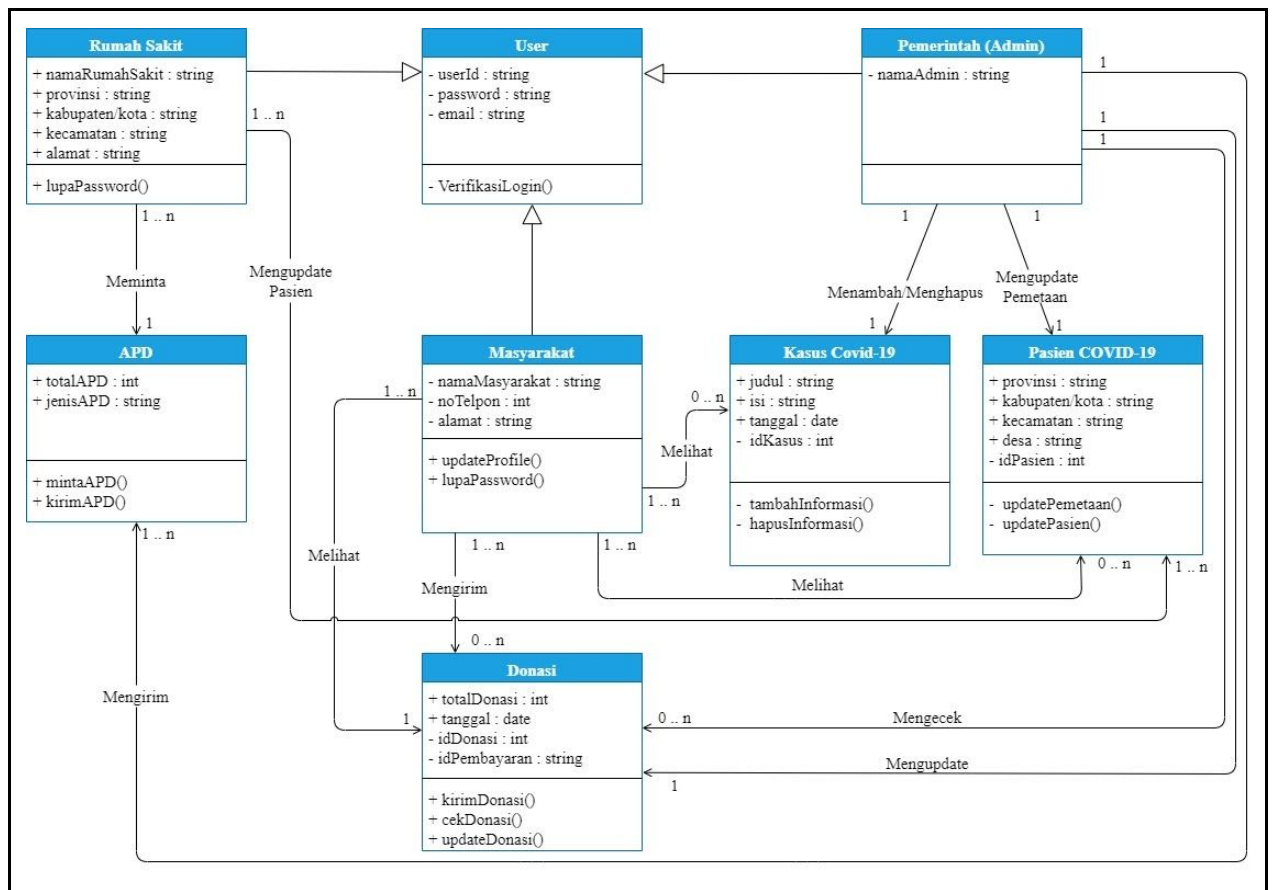 Rumah Sakit
+ namaRumahSakit : string
+ provinsi : string
+ kabupaten/kota : string
+ kecamatan : string
+ alamat : string
+ lupaPassword()
User
- userId : string
- password : string
- email : string
- VerifikasiLogin()
Pemerintah (Admin)
- namaAdmin : string
1
1
1
1 .. n
1 .. n
Meminta
1
Mengupdate
Pasien
1
1
Menambah/Menghapus
1
Mengupdate
Pemetaan
1
APD
+ totalAPD : int
+ jenisAPD : string
+ mintaAPD()
+ kirimAPD()
1 .. n
Masyarakat
- namaMasyarakat : string
- noTelpon : int
- alamat : string
+ updateProfile()
+ lupaPassword()
1 .. n
0 .. n
Melihat
1 .. n
Kasus Covid-19
+ judul : string
+ isi : string
+ tanggal : date
- idKasus : int
- tambahInformasi()
- hapusInformasi()
Pasien COVID-19
+ provinsi : string
+ kabupaten/kota : string
+ kecamatan : string
+ desa : string
- idPasien : int
- updatePemetaan()
- updatePasien()
1 .. n
1 .. n
0 .. n
1 .. n
Melihat
Melihat
Mengirim
0 .. n
Donasi
+ totalDonasi : int
+ tanggal : date
- idDonasi : int
- idPembayaran : string
+ kirimDonasi()
+ cekDonasi()
+ updateDonasi()
Mengirim
1
0 .. n
Mengecek
Mengupdate
1